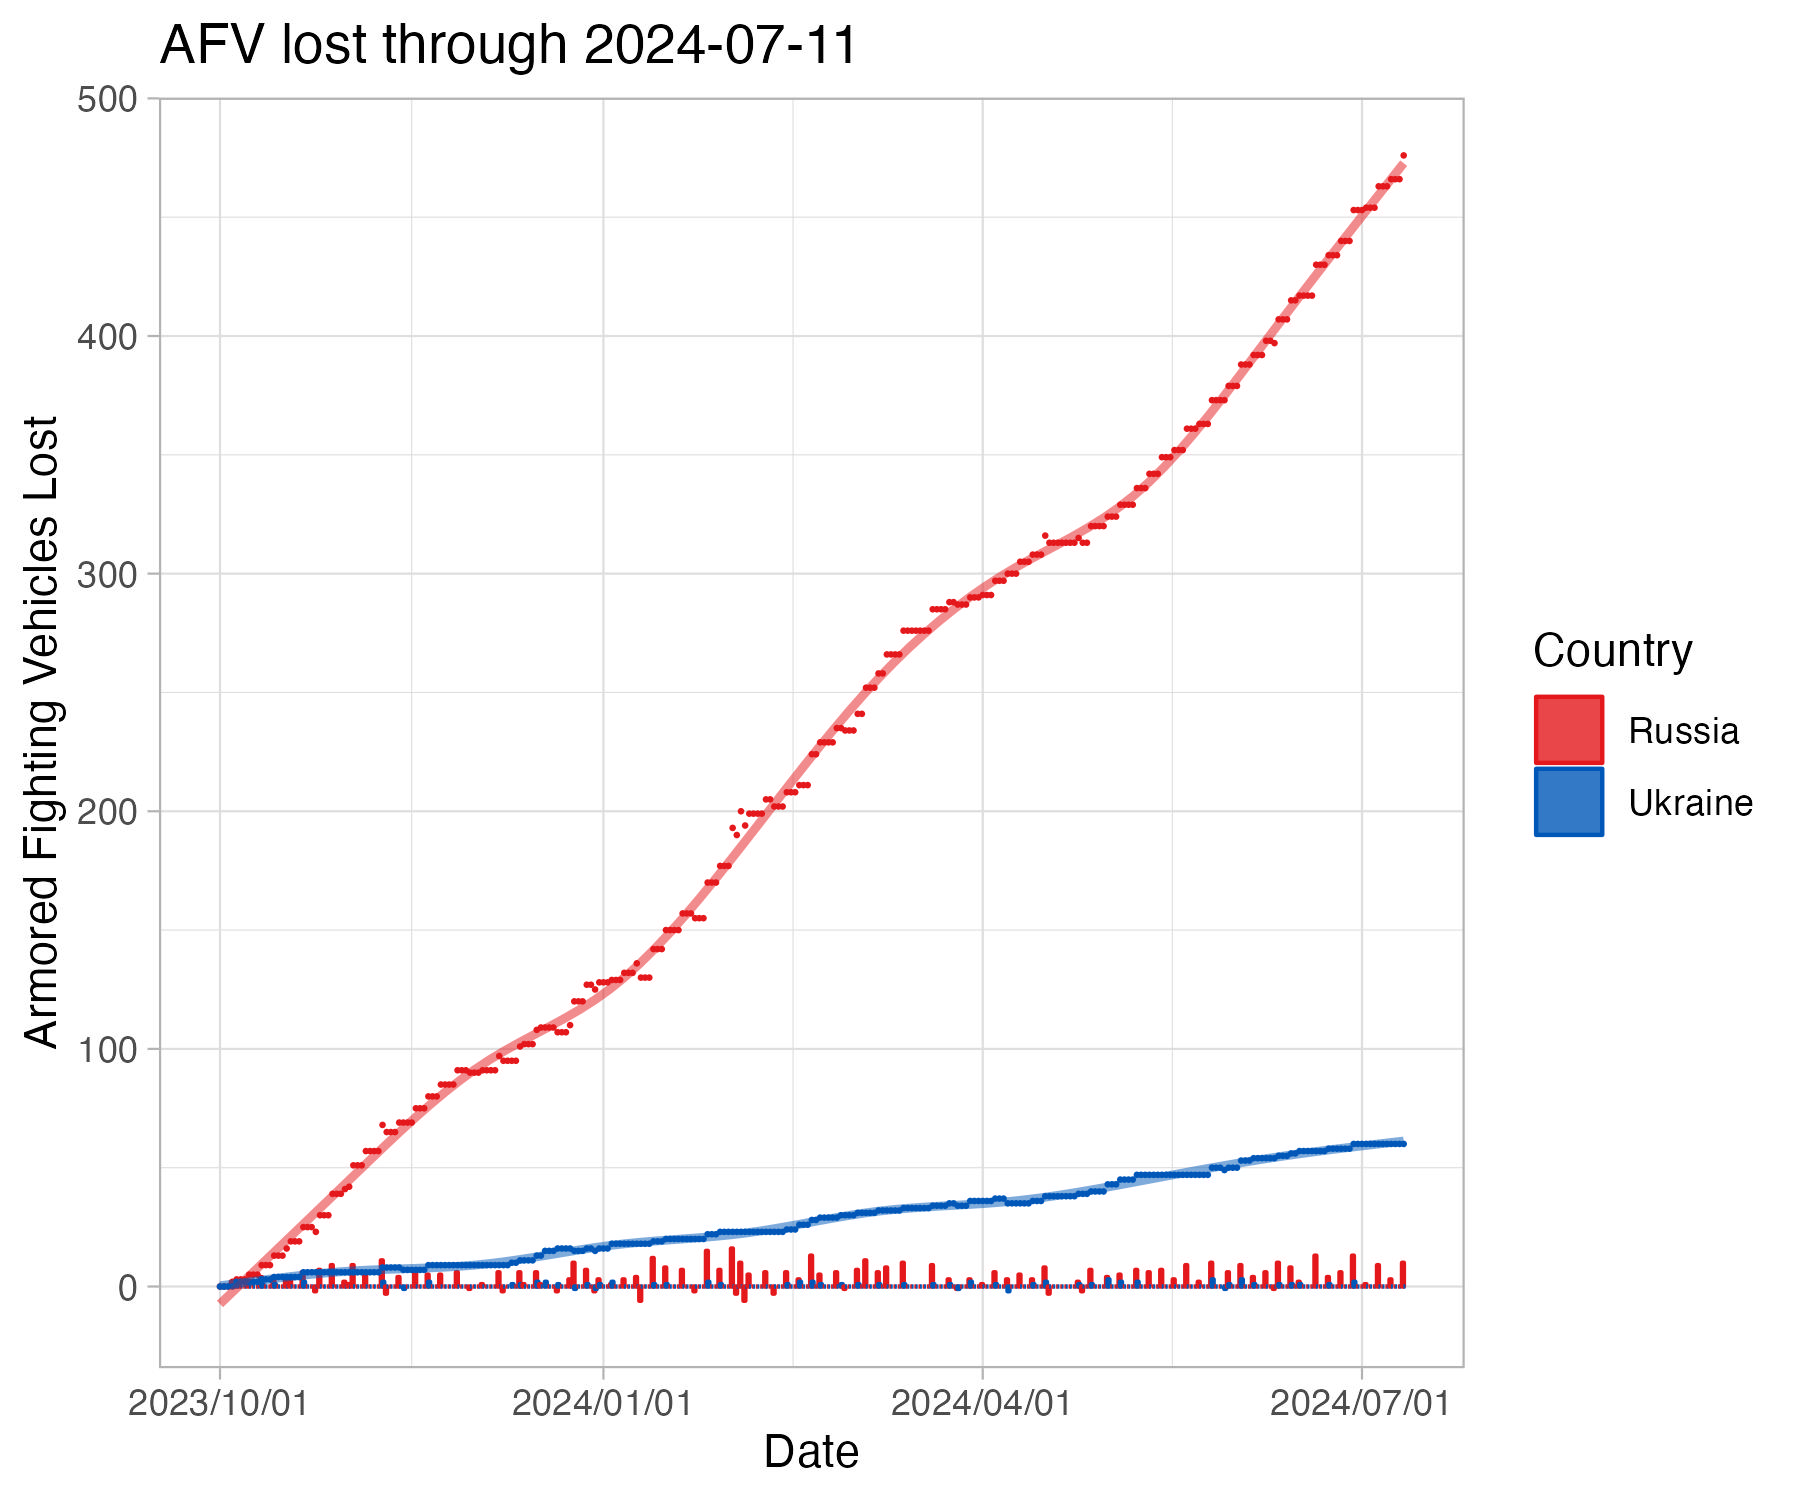 AFV lost through 2024-07-11
500
400
300
200
100
0
Armored Fighting Vehicles Lost
2023/10/01 2024/01/01 2024/04/01 2024/07/01
Date
Country
Russia
Ukraine